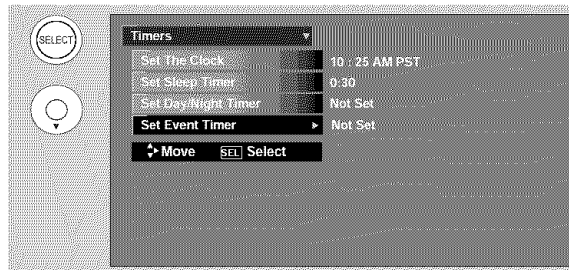 SELECT
Timers
Set The Clock 10 : 25 AM PST
Set Sleep Timer 0:30
Set Day/Night Timer Not Set
Set Event Timer Not Set
Move SEL Select